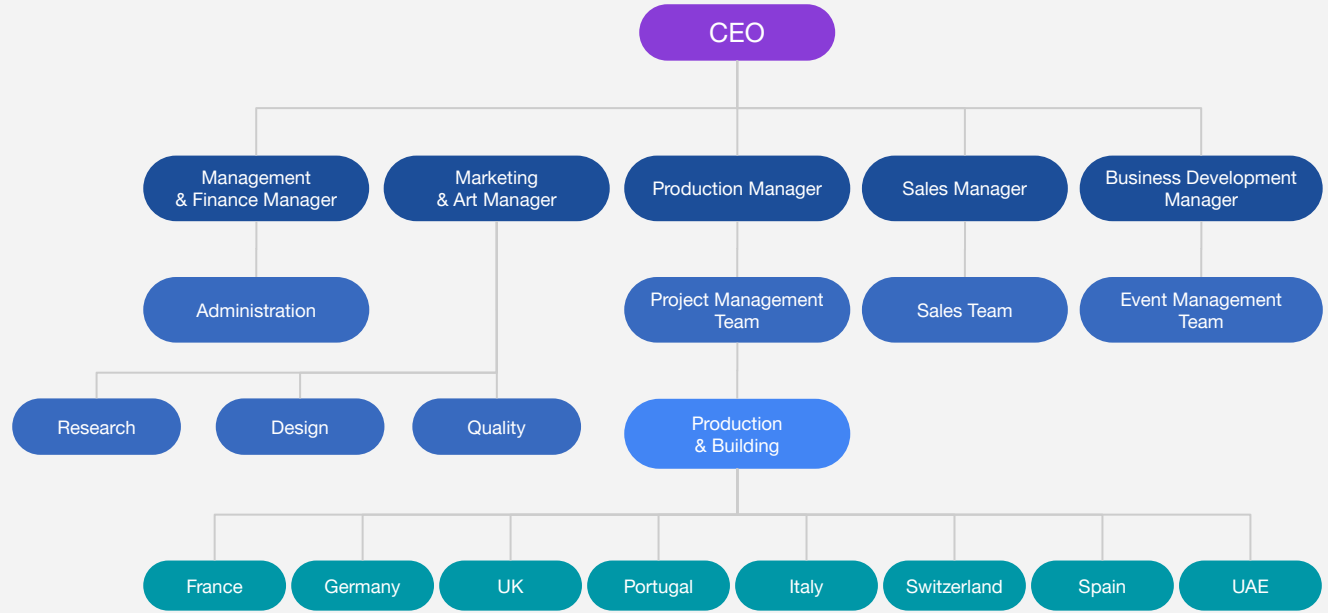 CEO
Management
& Finance Manager
Marketing
& Art Manager
Production Manager
Sales Manager
Business Development
Manager
Administration
Project Management
Team
Sales Team
Event Management
Team
Research
Design
Quality
Production
& Building
France
Germany
UK
Portugal
Italy
Switzerland
Spain
UAE